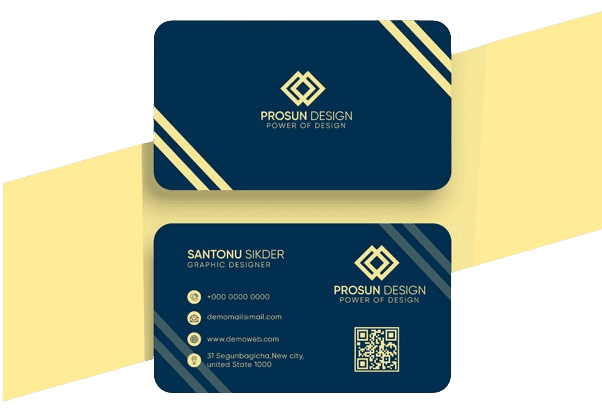 PROSUN DESIGN
POWER OF DESIGN
SANTONU SIKDER
GRAPHIC DESIGNER
+000 0000 0000
demomail@mail.com
www.demoweb.com
31 Segunbagicha,New city,
united State 1000
PROSUN DESIGN
POWER OF DESIGN